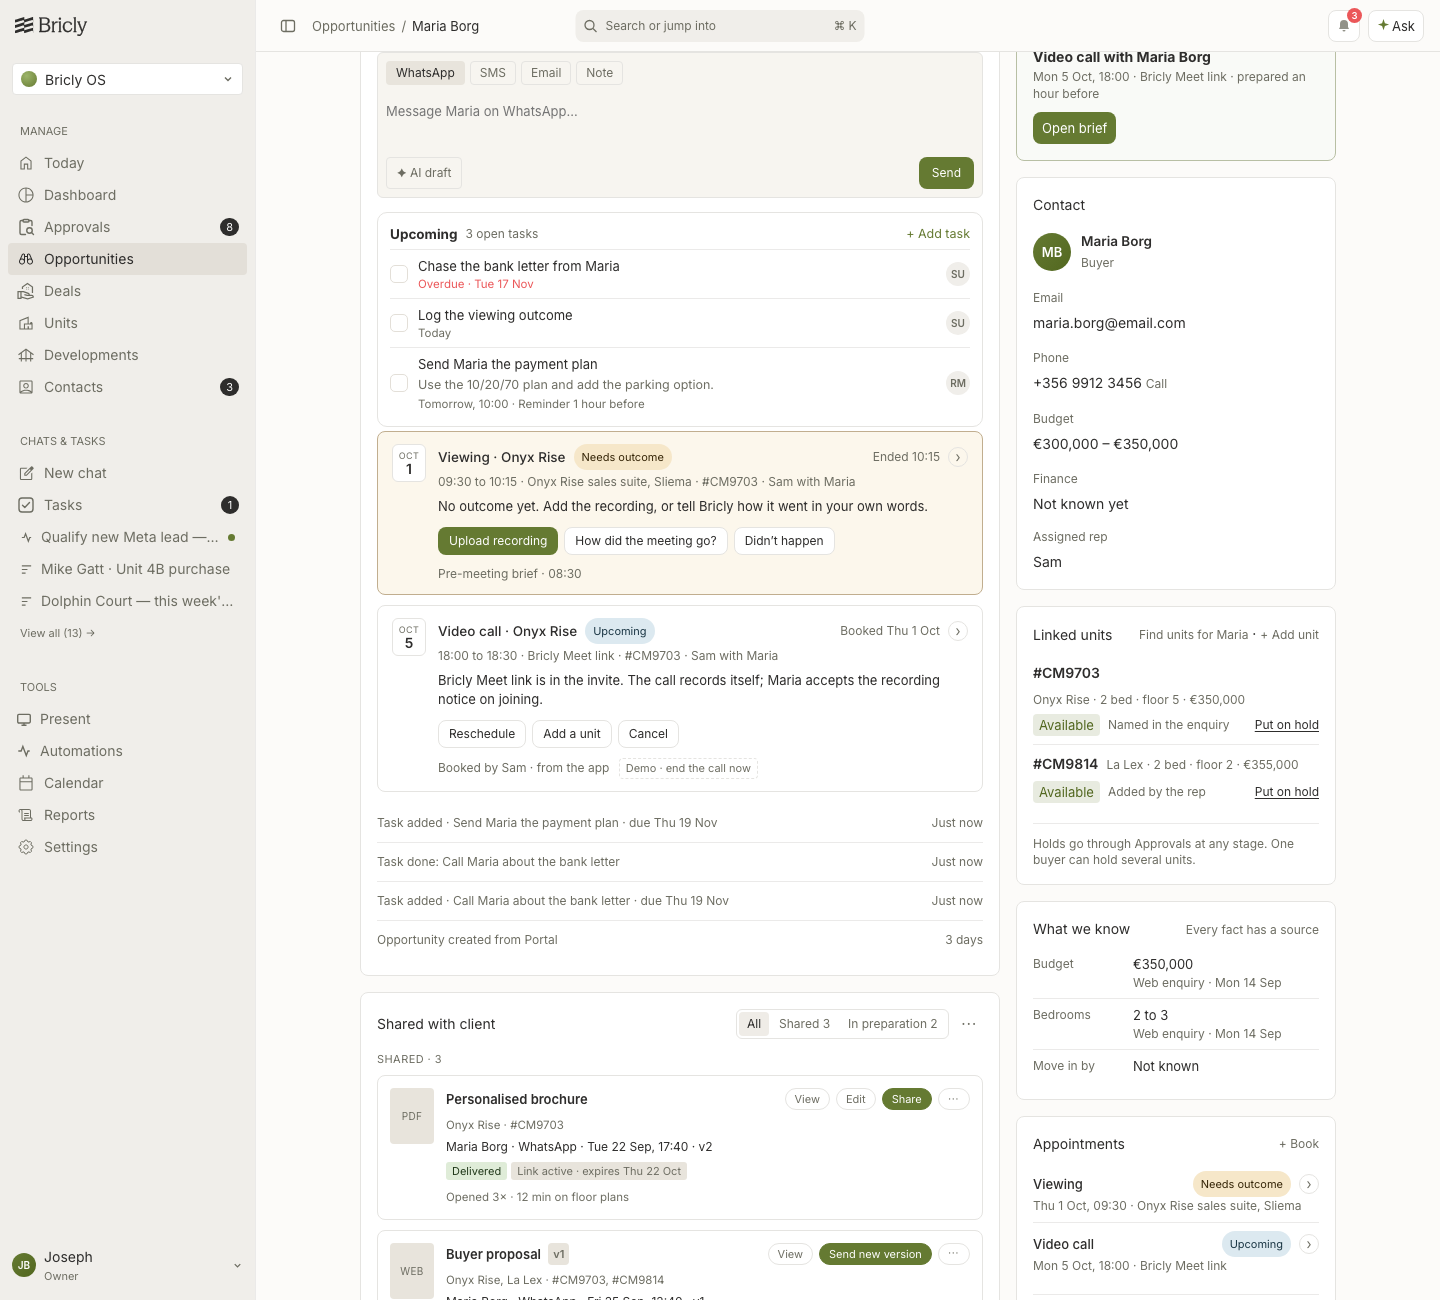 Bricly
Bricly OS
MANAGE
Today
Dashboard
Approvals 8
Opportunities
Deals
Units
Developments
Contacts 3
CHATS & TASKS
New chat
Tasks 1
Qualify new Meta lead —...
Mike Gatt · Unit 4B purchase
Dolphin Court — this week'...
View all (13) →
TOOLS
Present
Automations
Calendar
Reports
Settings
JB Joseph
Owner
Opportunities / Maria Borg
Search or jump into ⌘ K
3
Ask
WhatsApp SMS Email Note
Message Maria on WhatsApp...
AI draft Send
Upcoming 3 open tasks + Add task
Chase the bank letter from Maria
Overdue · Tue 17 Nov
SU
Log the viewing outcome
Today
SU
Send Maria the payment plan
Use the 10/20/70 plan and add the parking option.
Tomorrow, 10:00 · Reminder 1 hour before
RM
OCT
1
Viewing · Onyx Rise Needs outcome Ended 10:15
09:30 to 10:15 · Onyx Rise sales suite, Sliema · #CM9703 · Sam with Maria
No outcome yet. Add the recording, or tell Bricly how it went in your own words.
Upload recording How did the meeting go? Didn't happen
Pre-meeting brief · 08:30
OCT
5
Video call · Onyx Rise Upcoming Booked Thu 1 Oct
18:00 to 18:30 · Bricly Meet link · #CM9703 · Sam with Maria
Bricly Meet link is in the invite. The call records itself; Maria accepts the recording
notice on joining.
Reschedule Add a unit Cancel
Booked by Sam · from the app Demo · end the call now
Task added · Send Maria the payment plan · due Thu 19 Nov Just now
Task done: Call Maria about the bank letter Just now
Task added · Call Maria about the bank letter · due Thu 19 Nov Just now
Opportunity created from Portal 3 days
Shared with client All Shared 3 In preparation 2 ...
SHARED · 3
PDF
Personalised brochure View Edit Share ...
Onyx Rise · #CM9703
Maria Borg · WhatsApp · Tue 22 Sep, 17:40 · v2
Delivered Link active · expires Thu 22 Oct
Opened 3× · 12 min on floor plans
WEB
Buyer proposal v1 View Send new version ...
Onyx Rise, La Lex · #CM9703, #CM9814
Maria Borg · WhatsApp · Fri 25 Sep, 12:40 · v1
Video call with Maria Borg
Mon 5 Oct, 18:00 · Bricly Meet link · prepared an
hour before
Open brief
Contact
MB Maria Borg
Buyer
Email
maria.borg@email.com
Phone
+356 9912 3456 Call
Budget
€300,000 – €350,000
Finance
Not known yet
Assigned rep
Sam
Linked units Find units for Maria · + Add unit
#CM9703
Onyx Rise · 2 bed · floor 5 · €350,000
Available Named in the enquiry Put on hold
#CM9814 La Lex · 2 bed · floor 2 · €355,000
Available Added by the rep Put on hold
Holds go through Approvals at any stage. One
buyer can hold several units.
What we know Every fact has a source
Budget €350,000
Web enquiry · Mon 14 Sep
Bedrooms 2 to 3
Web enquiry · Mon 14 Sep
Move in by Not known
Appointments + Book
Viewing Needs outcome
Thu 1 Oct, 09:30 · Onyx Rise sales suite, Sliema
Video call Upcoming
Mon 5 Oct, 18:00 · Bricly Meet link